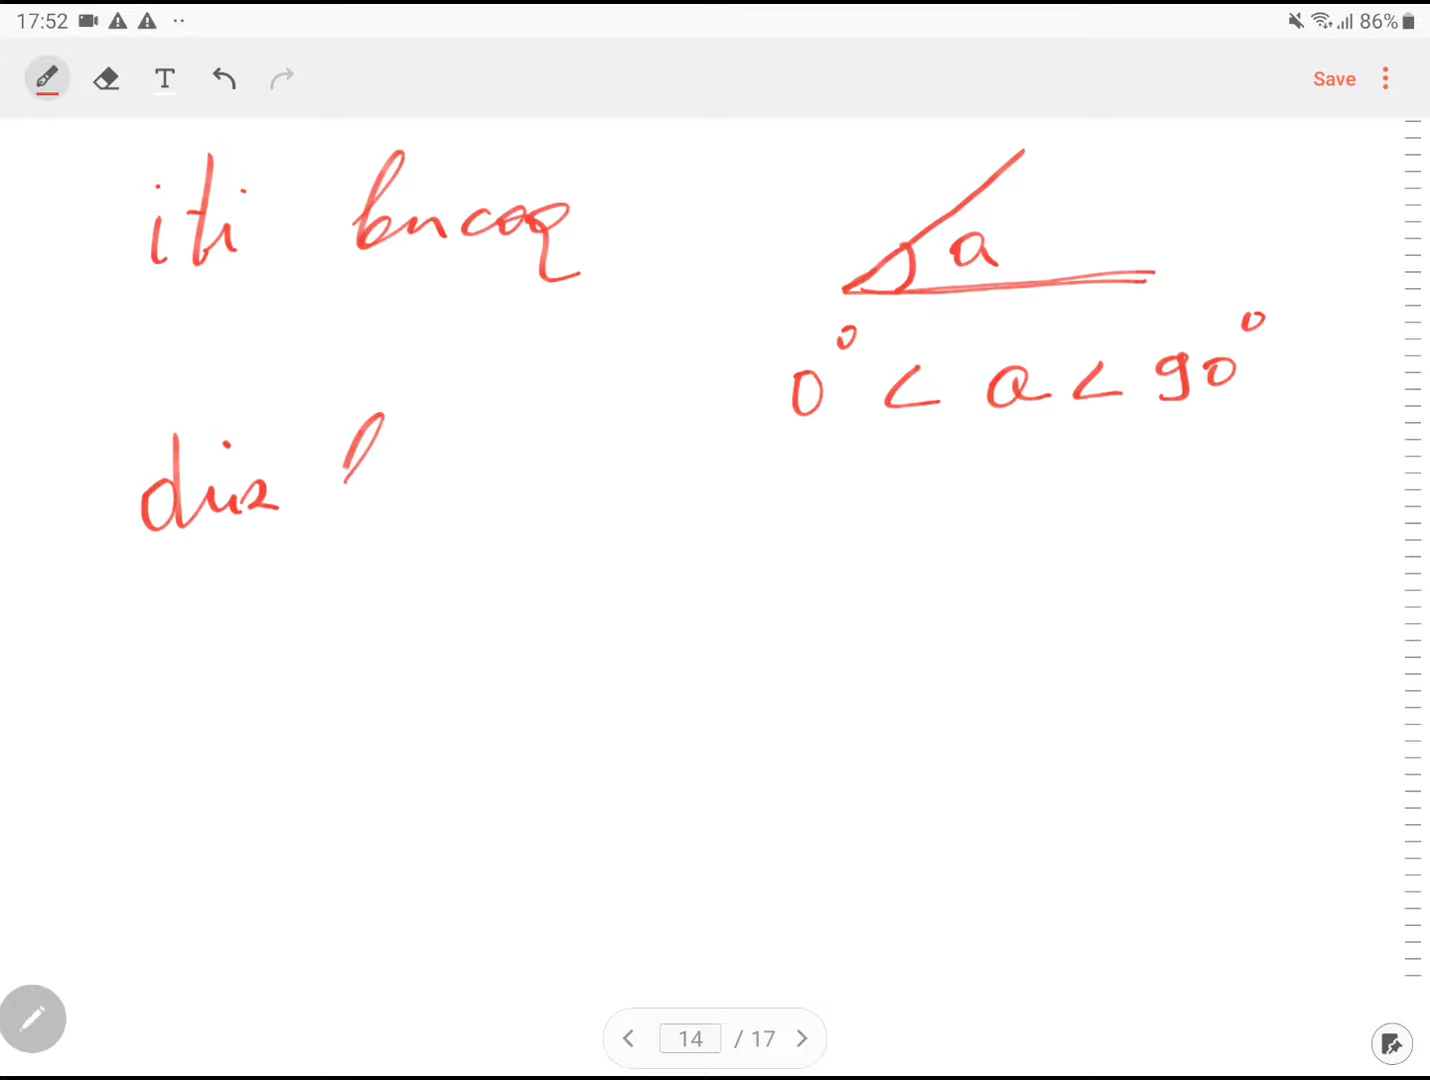 17:52
86%
Save
iti bucaq
a
0° < a < 90°
düz
14 / 17